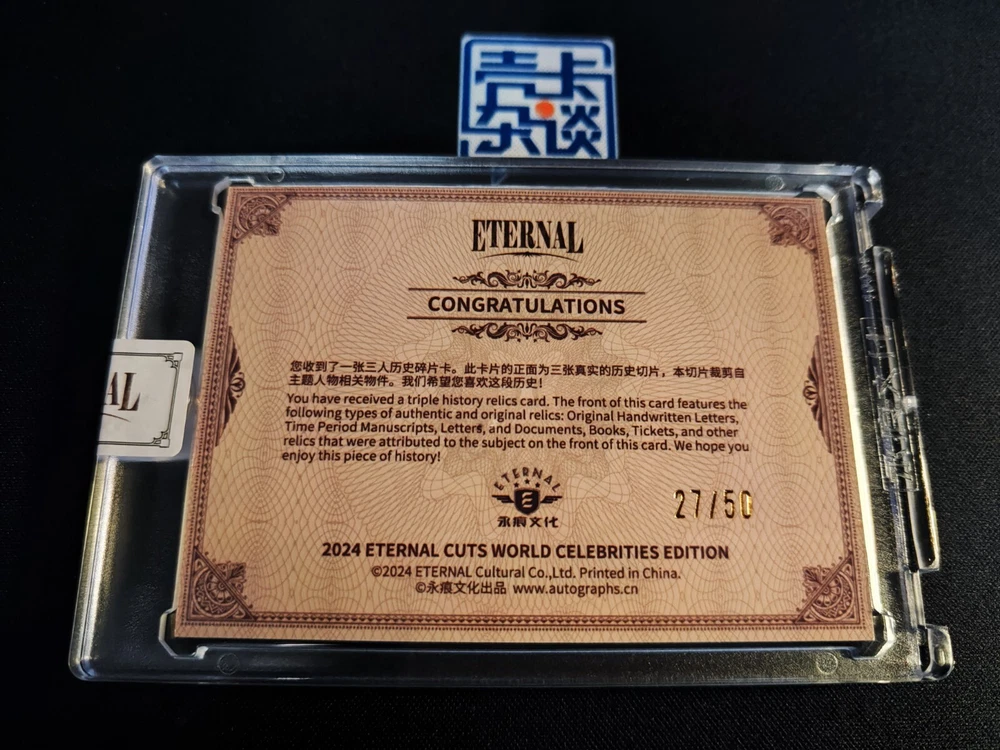 壳卡
杂谈
ETERNAL
CONGRATULATIONS
AL
您收到了一张三人历史碎片卡。此卡片的正面为三张真实的历史切片，本切片裁剪自
主题人物相关物件。我们希望您喜欢这段历史！
You have received a triple history relics card. The front of this card features the
following types of authentic and original relics: Original Handwritten Letters,
Time Period Manuscripts, Letters, and Documents, Books, Tickets, and other
relics that were attributed to the subject on the front of this card. We hope you
enjoy this piece of history!
ETERNAL
E
永痕文化
27/50
2024 ETERNAL CUTS WORLD CELEBRITIES EDITION
©2024 ETERNAL Cultural Co.,Ltd. Printed in China.
©永痕文化出品 www.autographs.cn